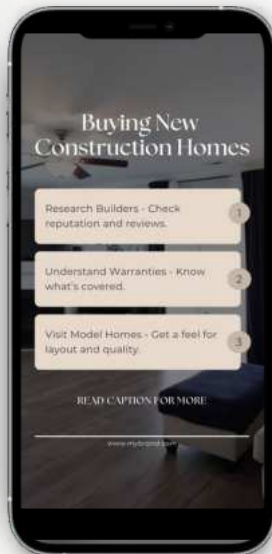 Buying New
Construction Homes
Research Builders - Check
reputation and reviews.
1
Understand Warranties - Know
what's covered.
2
Visit Model Homes - Get a feel for
layout and quality.
3
READ CAPTION FOR MORE
www.mybrand.com